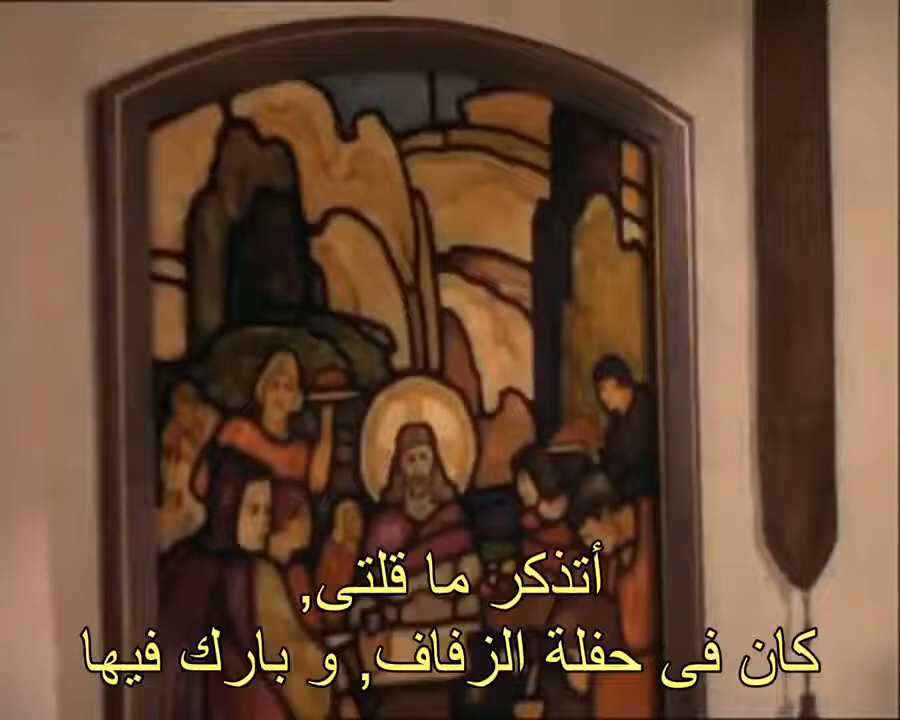 أتذكر ما قلتى,
كان فى حفلة الزفاف, و بارك فيها